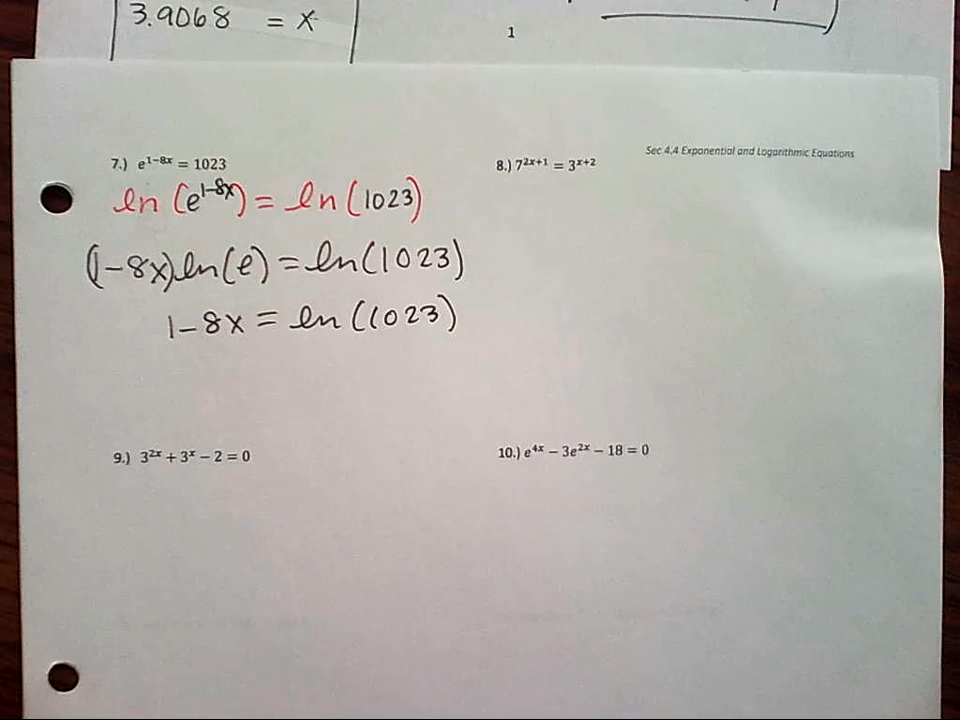 3.9068 = x
1
Sec 4.4 Exponential and Logarithmic Equations
7.) e^{1-8x} = 1023
ln(e^{1-8x}) = ln(1023)
(1-8x)ln(e) = ln(1023)
1-8x = ln(1023)
8.) 7^{2x+1} = 3^{x+2}
9.) 3^{2x} + 3^x − 2 = 0
10.) e^{4x} − 3e^{2x} − 18 = 0